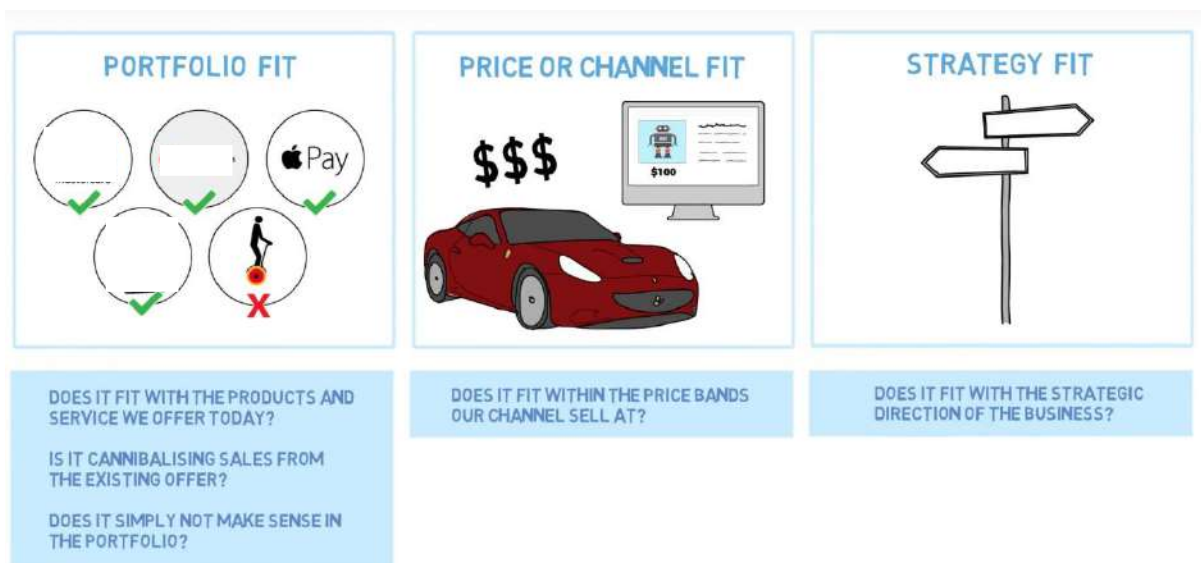 PORTFOLIO FIT
Pay
PRICE OR CHANNEL FIT
$$$
$100
STRATEGY FIT
DOES IT FIT WITH THE PRODUCTS AND
SERVICE WE OFFER TODAY?
IS IT CANNIBALISING SALES FROM
THE EXISTING OFFER?
DOES IT SIMPLY NOT MAKE SENSE IN
THE PORTFOLIO?
DOES IT FIT WITHIN THE PRICE BANDS
OUR CHANNEL SELL AT?
DOES IT FIT WITH THE STRATEGIC
DIRECTION OF THE BUSINESS?